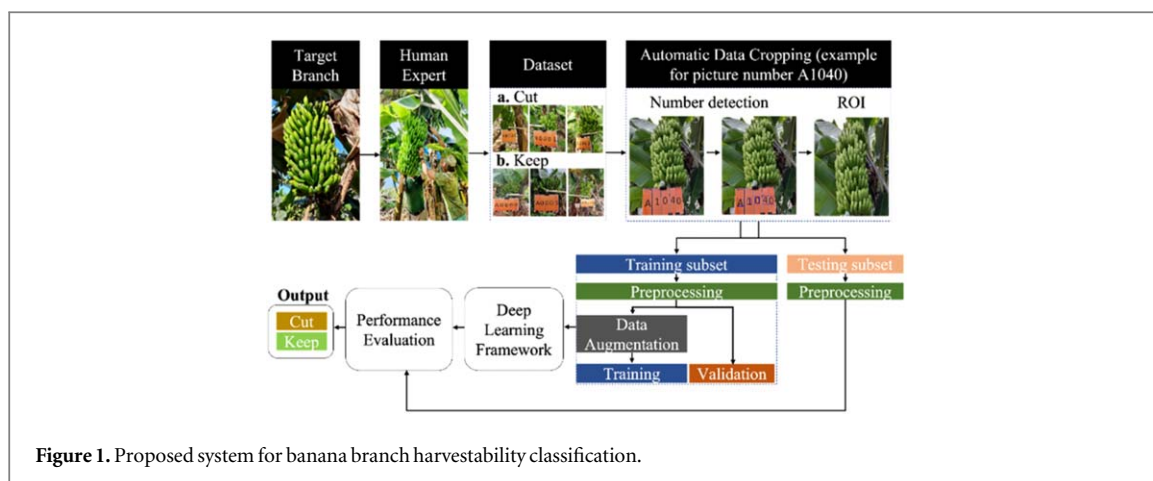 Target
Branch
Human
Expert
Dataset
Automatic Data Cropping (example
for picture number A1040)
a. Cut
b. Keep
Number detection
ROI
A1040
A1040
Training subset
Testing subset
Preprocessing
Preprocessing
Output
Cut
Keep
Performance
Evaluation
Deep
Learning
Framework
Data
Augmentation
Training
Validation
Figure 1. Proposed system for banana branch harvestability classification.